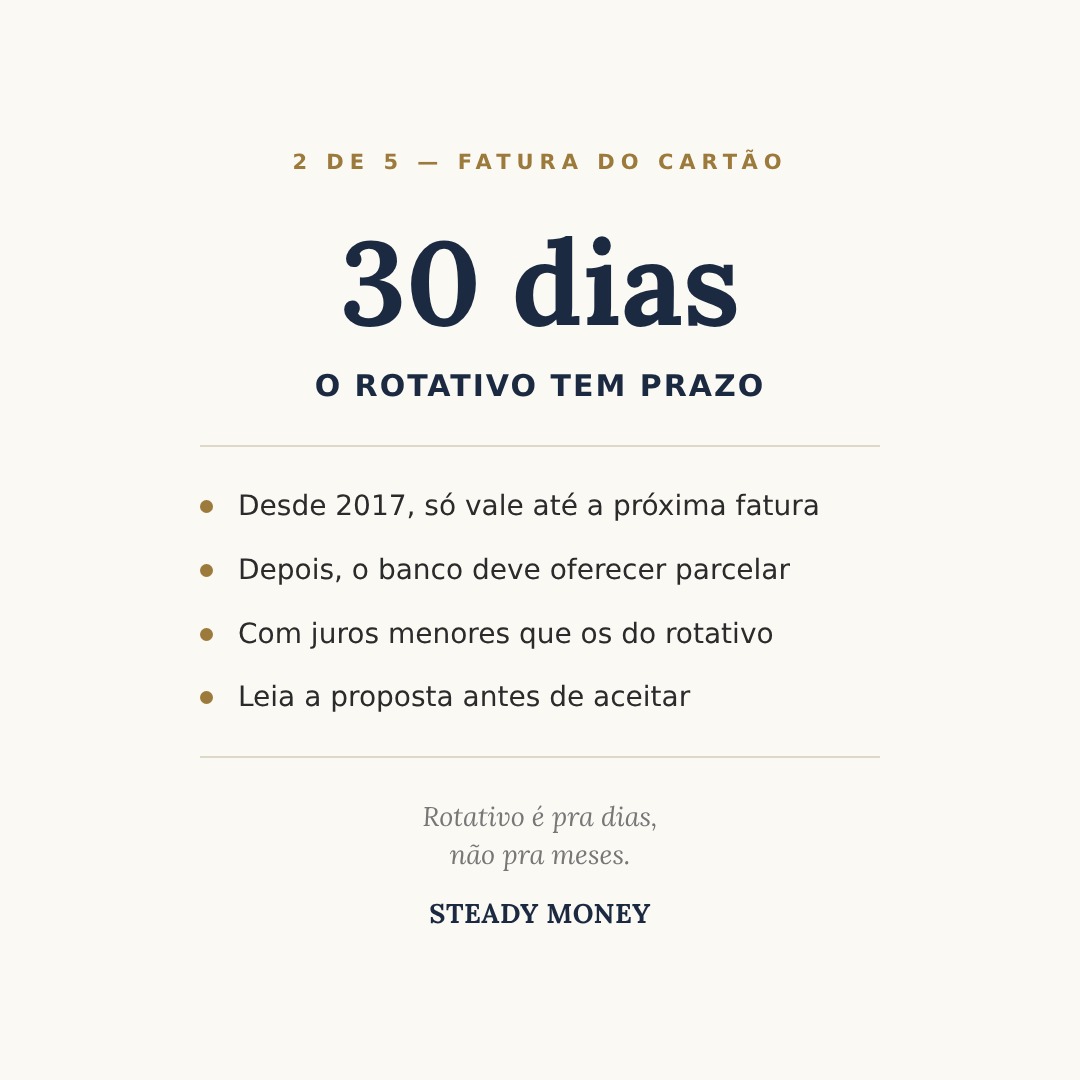 2 DE 5 — FATURA DO CARTÃO
30 dias
O ROTATIVO TEM PRAZO
Desde 2017, só vale até a próxima fatura
Depois, o banco deve oferecer parcelar
Com juros menores que os do rotativo
Leia a proposta antes de aceitar
Rotativo é pra dias,
não pra meses.
STEADY MONEY